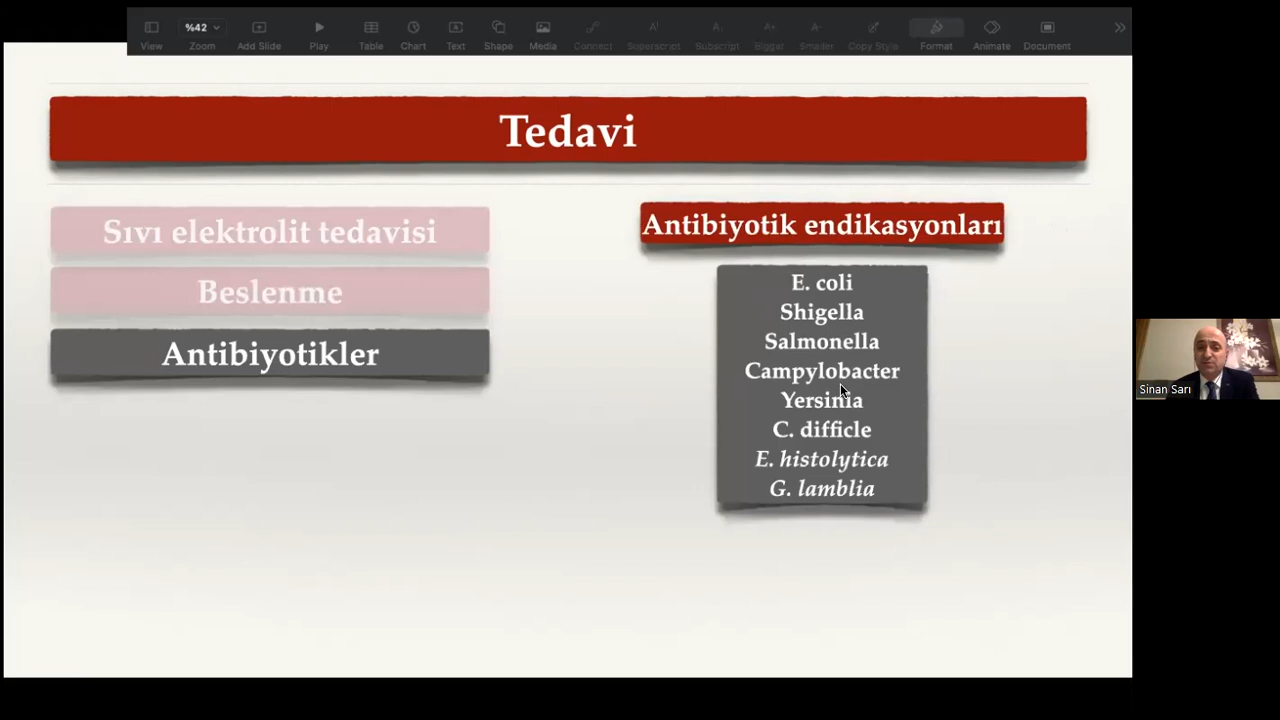 %42
View
Zoom
Add Slide
Play
Table
Chart
Text
Shape
Media
Connect
Superscript
Subscript
Bigger
Smaller
Copy Style
Format
Animate
Document
Tedavi
Sıvı elektrolit tedavisi
Beslenme
Antibiyotikler
Antibiyotik endikasyonları
E. coli
Shigella
Salmonella
Campylobacter
Yersinia
C. difficle
E. histolytica
G. lamblia
Sinan Sarı